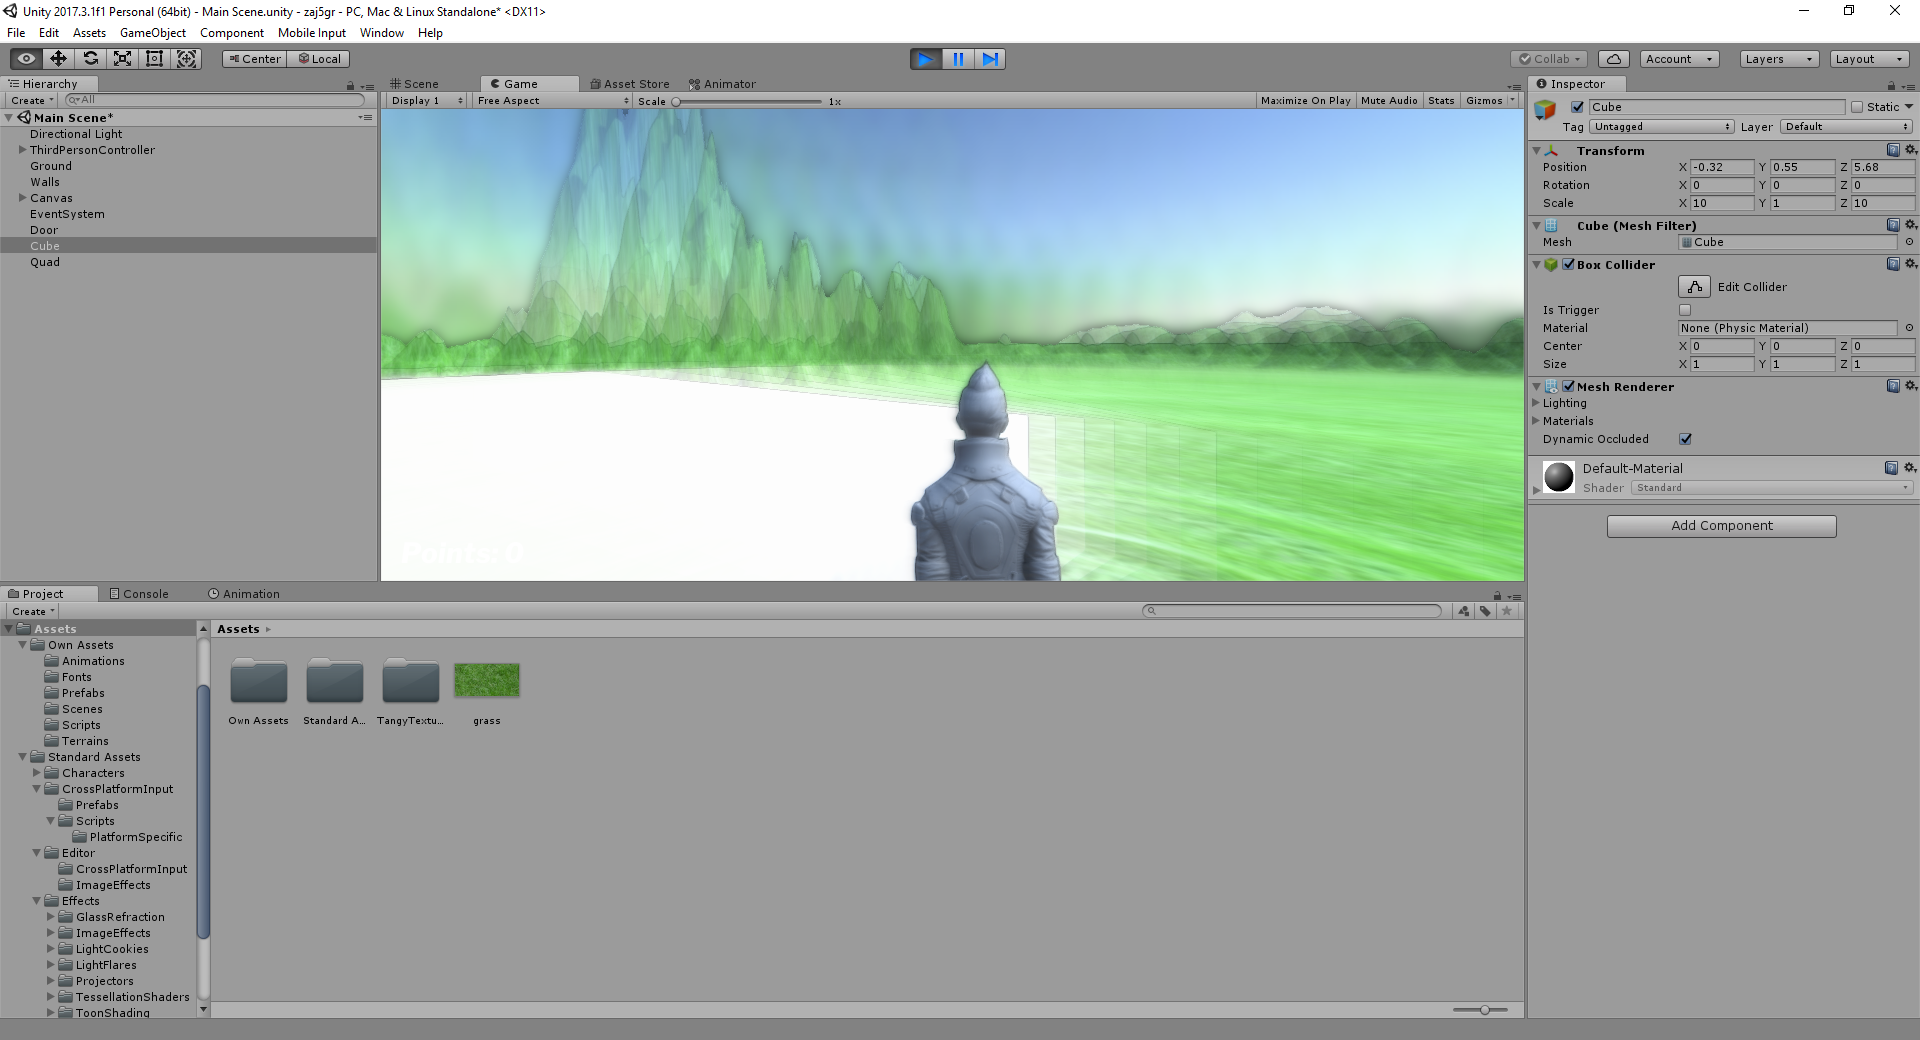 Unity 2017.3.1f1 Personal (64bit) - Main Scene.unity - zaj5gr - PC, Mac & Linux Standalone* <DX11>
File Edit Assets GameObject Component Mobile Input Window Help
Center Local Collab Account Layers Layout
Hierarchy
Create All
Main Scene*
Directional Light
ThirdPersonController
Ground
Walls
Canvas
EventSystem
Door
Cube
Quad
Scene Game Asset Store Animator
Display 1 Free Aspect Scale 1x Maximize On Play Mute Audio Stats Gizmos
Points: 0
Inspector
Cube Static
Tag Untagged Layer Default
Transform
Position X -0.32 Y 0.55 Z 5.68
Rotation X 0 Y 0 Z 0
Scale X 10 Y 1 Z 10
Cube (Mesh Filter)
Mesh Cube
Box Collider
Edit Collider
Is Trigger
Material None (Physic Material)
Center X 0 Y 0 Z 0
Size X 1 Y 1 Z 1
Mesh Renderer
Lighting
Materials
Dynamic Occluded
Default-Material
Shader Standard
Add Component
Project Console Animation
Create
Assets
Own Assets
Animations
Fonts
Prefabs
Scenes
Scripts
Terrains
Standard Assets
Characters
CrossPlatformInput
Prefabs
Scripts
PlatformSpecific
Editor
CrossPlatformInput
ImageEffects
Effects
GlassRefraction
ImageEffects
LightCookies
LightFlares
Projectors
TessellationShaders
ToonShading
Assets
Own Assets Standard A... TangyTextu... grass